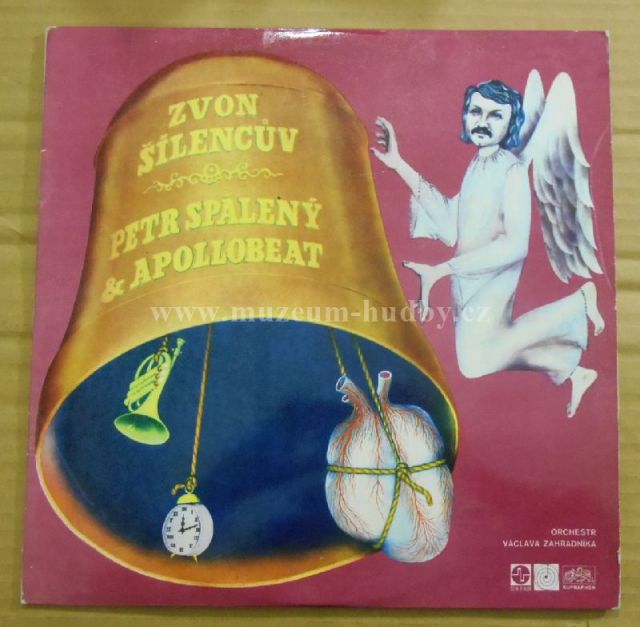 ZVON
ŠÍLENCŮV
PETR SPÁLENÝ
& APOLLOBEAT
www.muzeum-hudby.cz
ORCHESTR
VÁCLAVA ZAHRADNÍKA
SUPRAPHON